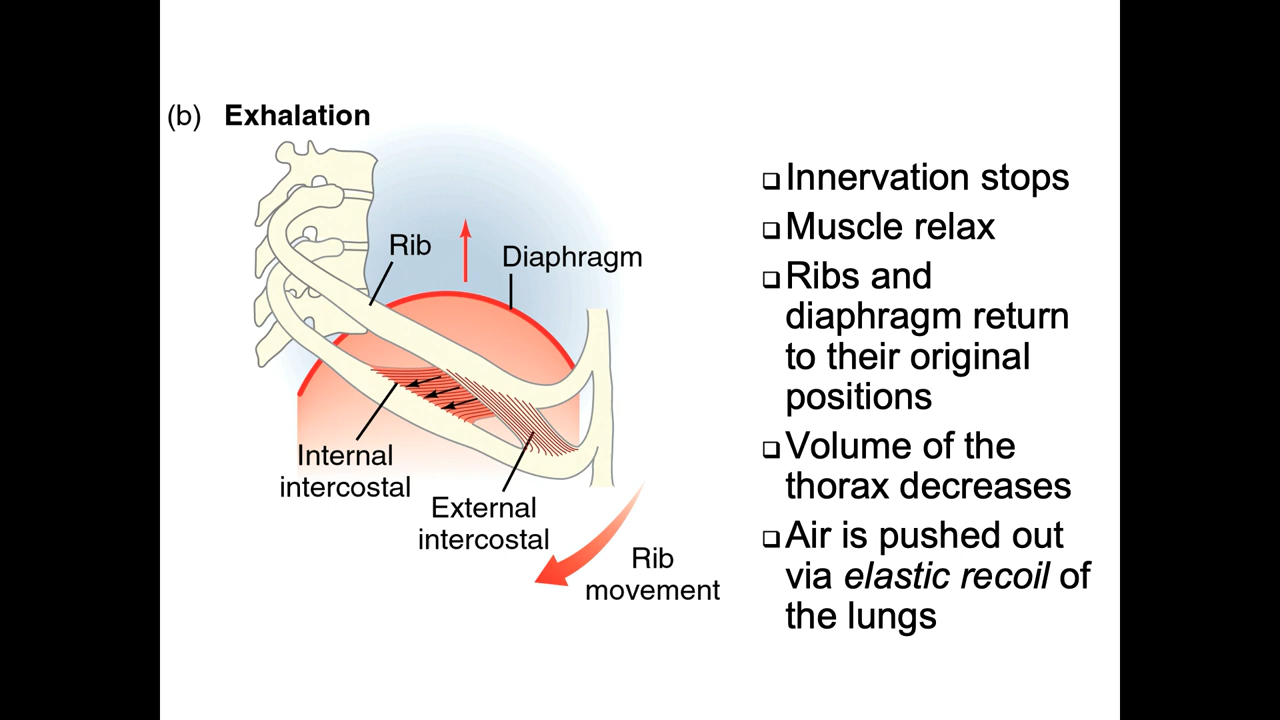 (b) Exhalation
Rib
Diaphragm
Internal
intercostal
External
intercostal
Rib
movement
❑Innervation stops
❑Muscle relax
❑Ribs and
diaphragm return
to their original
positions
❑Volume of the
thorax decreases
❑Air is pushed out
via elastic recoil of
the lungs